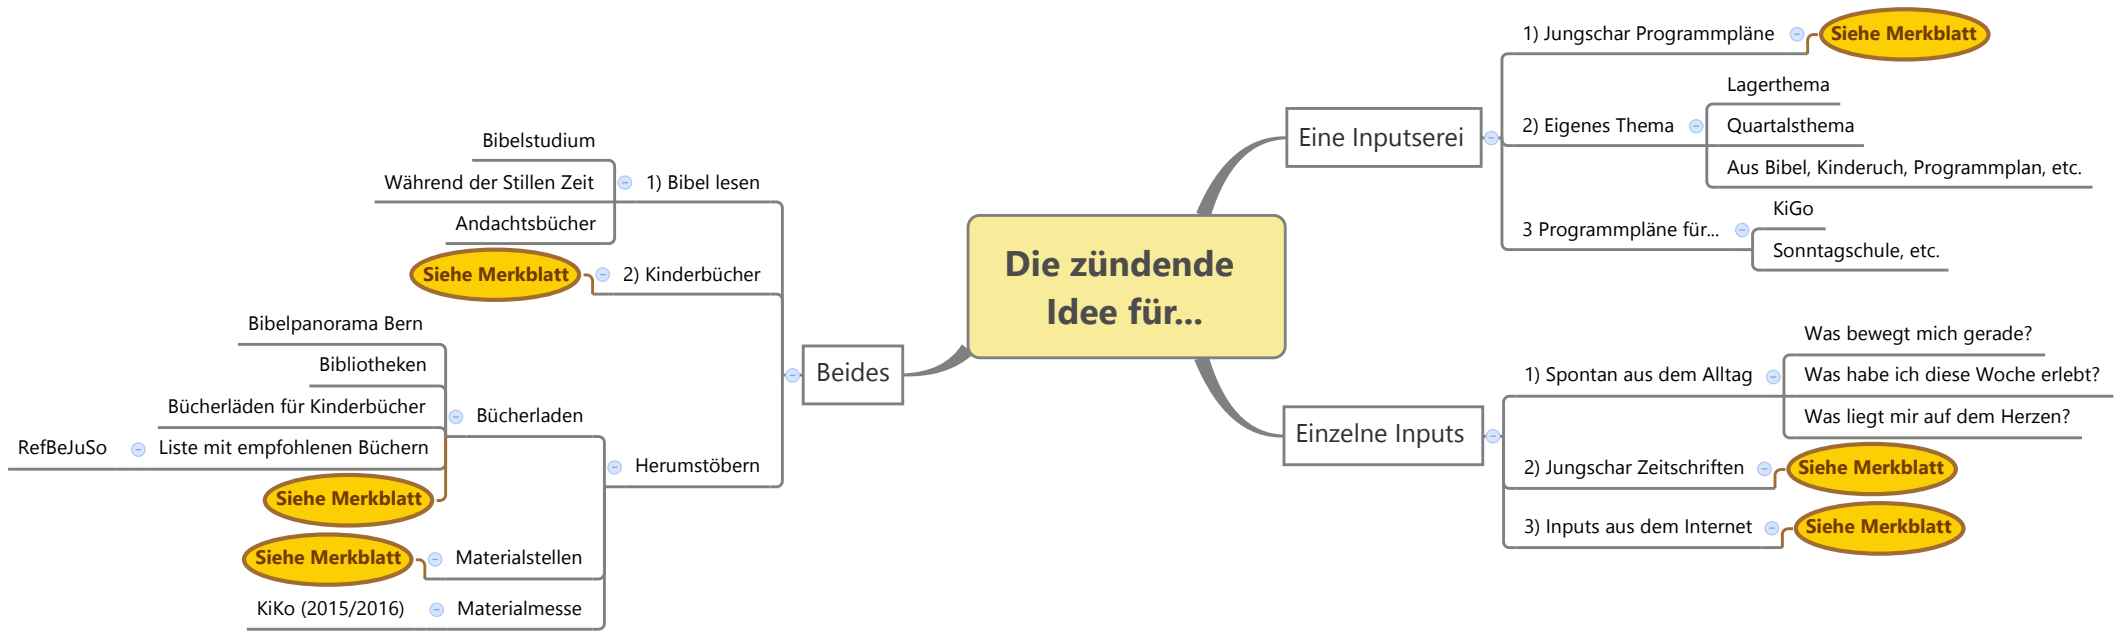 Die zündende
Idee für...
Eine Inputserei
1) Jungschar Programmpläne
Siehe Merkblatt
2) Eigenes Thema
Lagerthema
Quartalsthema
Aus Bibel, Kinderuch, Programmplan, etc.
3 Programmpläne für...
KiGo
Sonntagschule, etc.
Einzelne Inputs
1) Spontan aus dem Alltag
Was bewegt mich gerade?
Was habe ich diese Woche erlebt?
Was liegt mir auf dem Herzen?
2) Jungschar Zeitschriften
Siehe Merkblatt
3) Inputs aus dem Internet
Siehe Merkblatt
Beides
1) Bibel lesen
Bibelstudium
Während der Stillen Zeit
Andachtsbücher
2) Kinderbücher
Siehe Merkblatt
Herumstöbern
Bücherladen
Bibelpanorama Bern
Bibliotheken
Bücherläden für Kinderbücher
Liste mit empfohlenen Büchern
RefBeJuSo
Siehe Merkblatt
Materialstellen
Siehe Merkblatt
Materialmesse
KiKo (2015/2016)